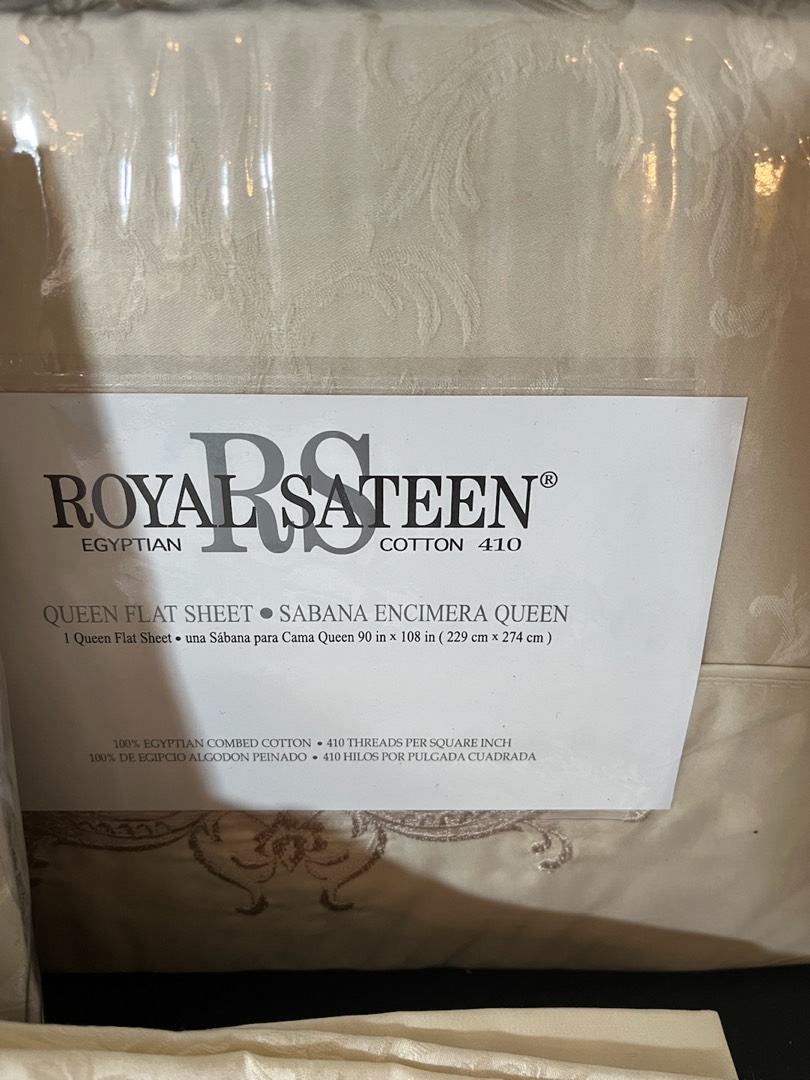 RS
ROYAL SATEEN®
EGYPTIAN COTTON 410
QUEEN FLAT SHEET • SABANA ENCIMERA QUEEN
1 Queen Flat Sheet • una Sábana para Cama Queen 90 in x 108 in ( 229 cm x 274 cm )
100% EGYPTIAN COMBED COTTON • 410 THREADS PER SQUARE INCH
100% DE EGIPCIO ALGODON PEINADO • 410 HILOS POR PULGADA CUADRADA